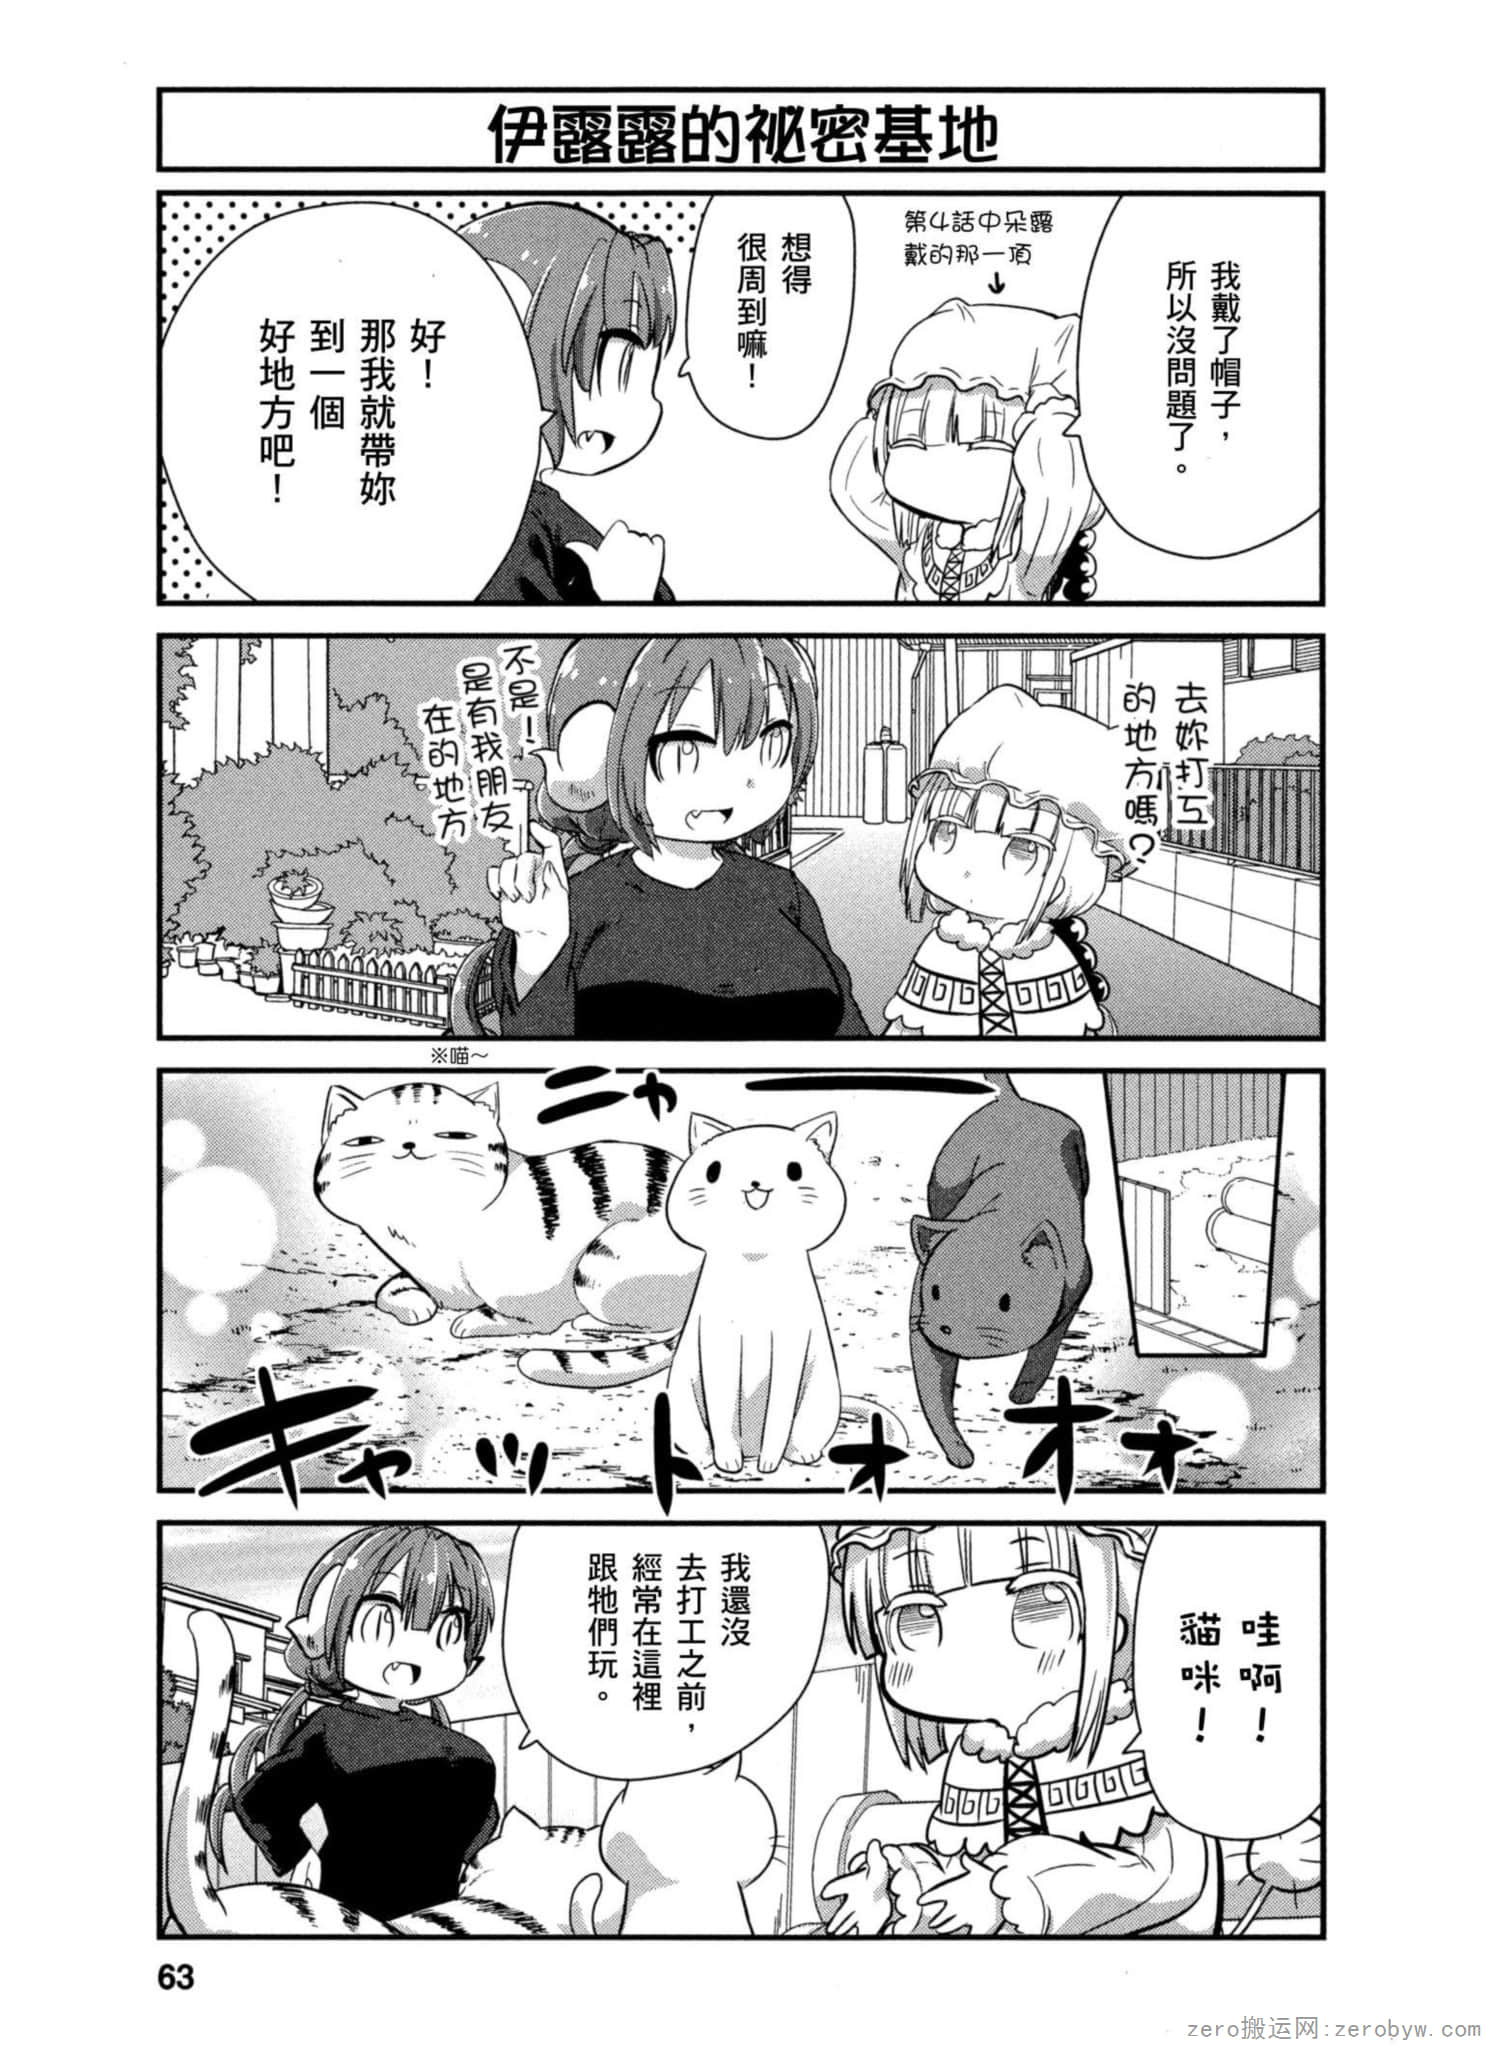 伊露露的祕密基地
我戴了帽子，
所以沒問題了。
第4話中朵露
戴的那一頂
↓
想得
很周到嘛！
好！
那我就帶妳
到一個
好地方吧！
去妳打工
的地方嗎？
不是！
是有我朋友
在的地方
※喵～
ニャー
キャットォオォ
哇啊！
貓咪！
我還沒
去打工之前，
經常在這裡
跟牠們玩。
63
zero搬运网:zerobyw.com